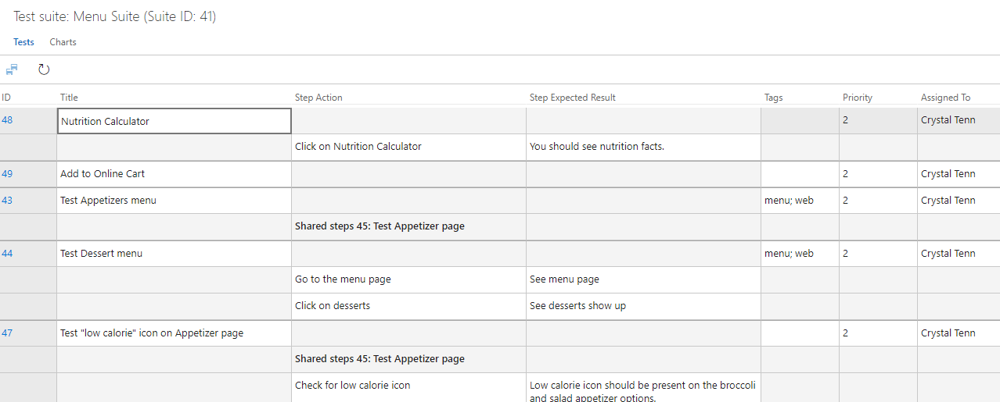 Test suite: Menu Suite (Suite ID: 41)
Tests Charts
ID Title Step Action Step Expected Result Tags Priority Assigned To
48 Nutrition Calculator 2 Crystal Tenn
Click on Nutrition Calculator You should see nutrition facts.
49 Add to Online Cart 2 Crystal Tenn
43 Test Appetizers menu menu; web 2 Crystal Tenn
Shared steps 45: Test Appetizer page
44 Test Dessert menu menu; web 2 Crystal Tenn
Go to the menu page See menu page
Click on desserts See desserts show up
47 Test "low calorie" icon on Appetizer page 2 Crystal Tenn
Shared steps 45: Test Appetizer page
Check for low calorie icon Low calorie icon should be present on the broccoli
and salad appetizer options.